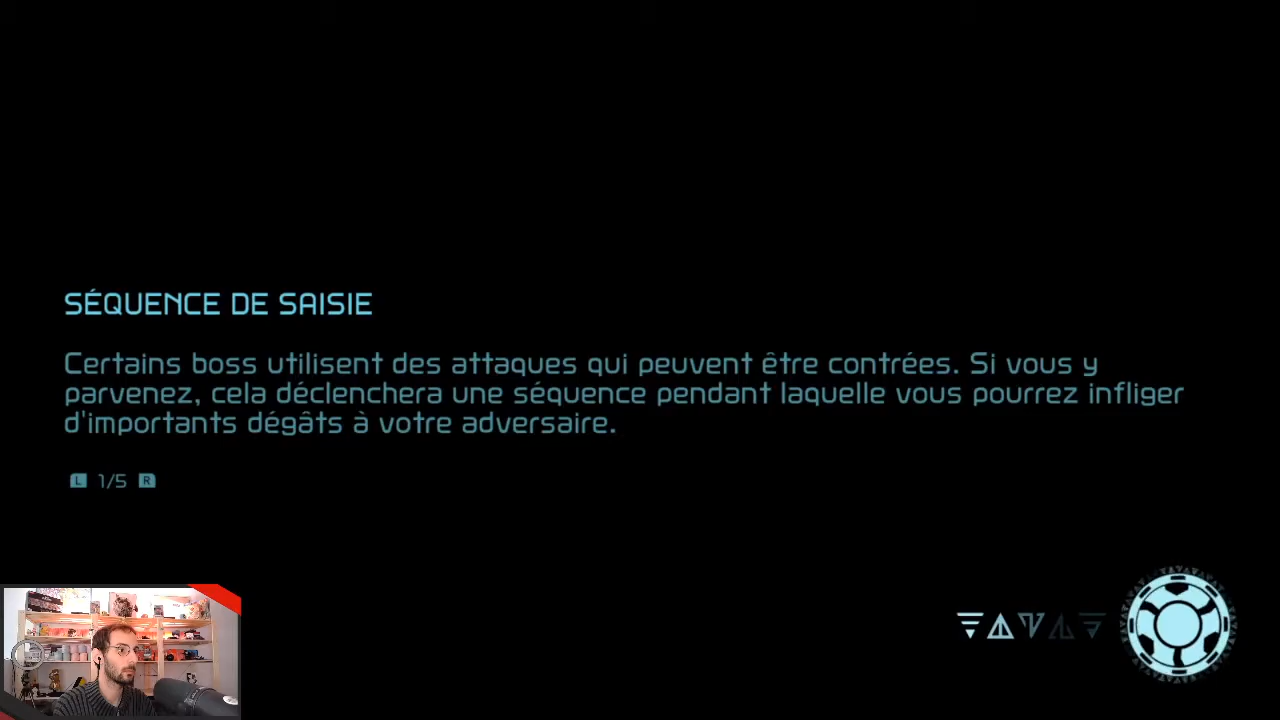 SÉQUENCE DE SAISIE
Certains boss utilisent des attaques qui peuvent être contrées. Si vous y
parvenez, cela déclenchera une séquence pendant laquelle vous pourrez infliger
d'importants dégâts à votre adversaire.
L 1/5 R